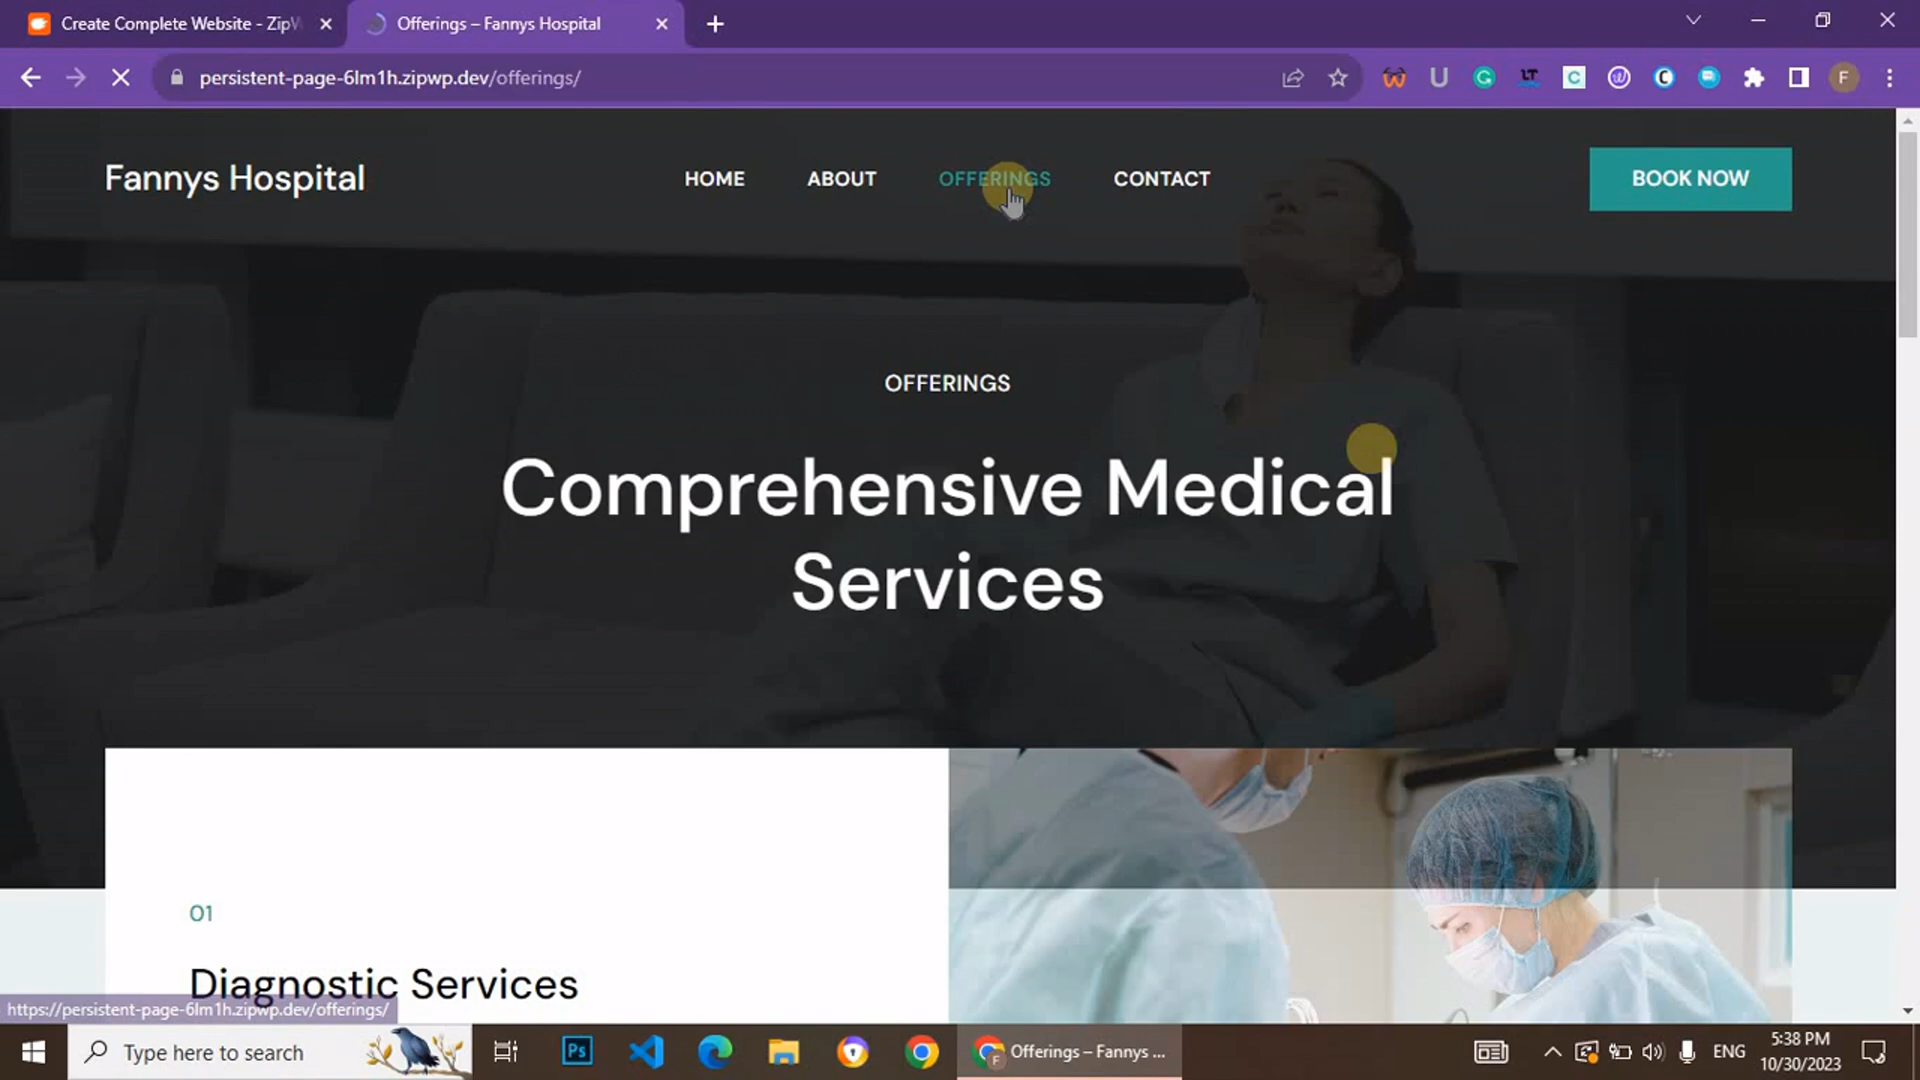 Create Complete Website - ZipW
Offerings – Fannys Hospital
persistent-page-6lm1h.zipwp.dev/offerings/
F
Fannys Hospital
HOME
ABOUT
OFFERINGS
CONTACT
BOOK NOW
OFFERINGS
Comprehensive Medical
Services
01
Diagnostic Services
https://persistent-page-6lm1h.zipwp.dev/offerings/
Type here to search
Ps
Offerings – Fannys ...
ENG
5:38 PM
10/30/2023